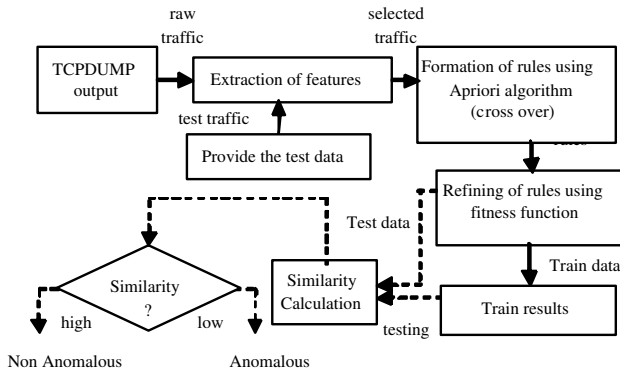 raw
traffic
selected
traffic
TCPDUMP
output
Extraction of features
Formation of rules using
Apriori algorithm
(cross over)
test traffic
Provide the test data
Refining of rules using
fitness function
Test data
Train data
Similarity
?
Similarity
Calculation
Train results
high
low
testing
Non Anomalous
Anomalous